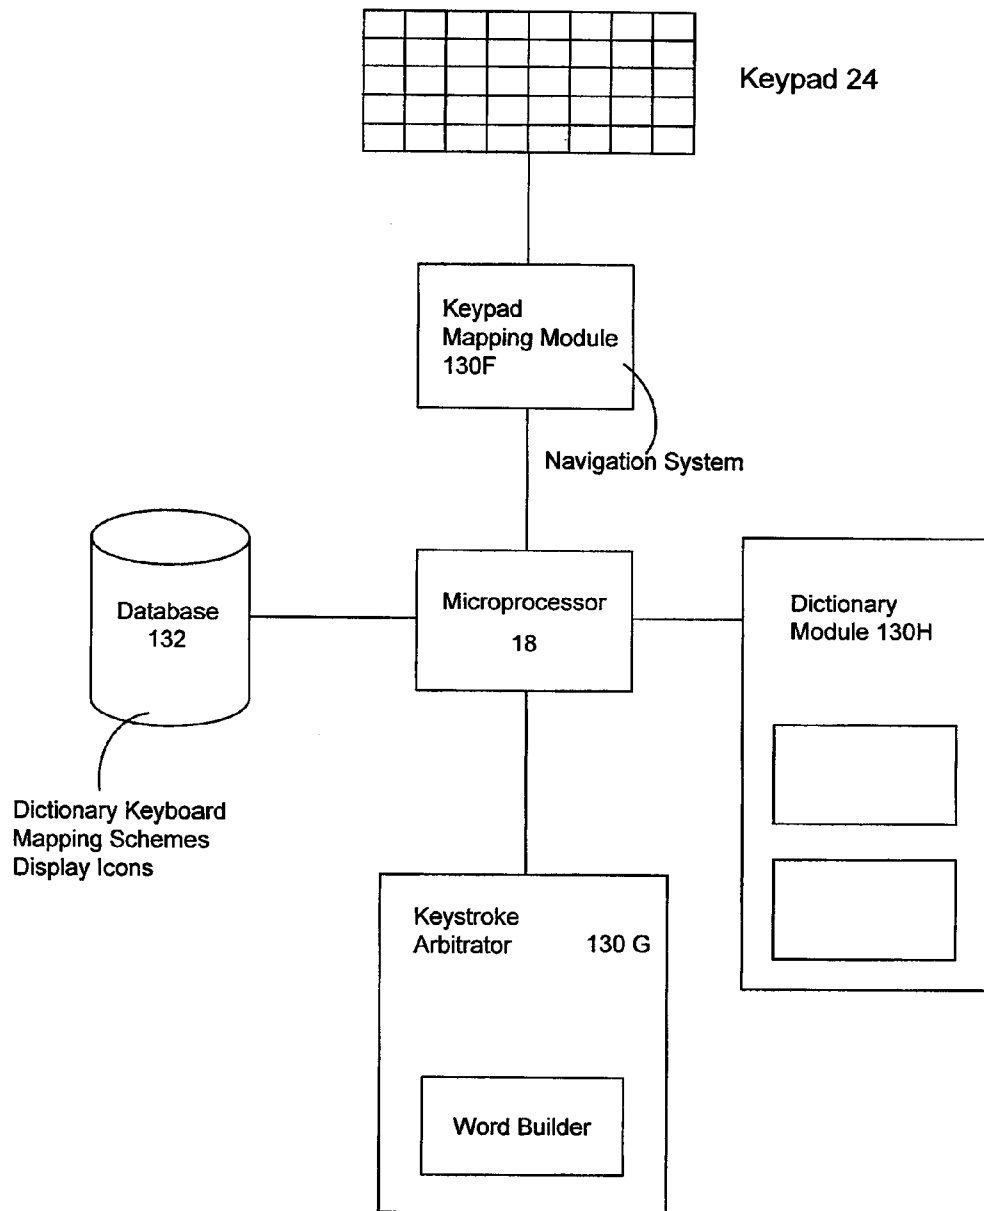 Keypad 24
Keypad
Mapping Module
130F
Navigation System
Database
132
Microprocessor
18
Dictionary
Module 130H
Dictionary Keyboard
Mapping Schemes
Display Icons
Keystroke
Arbitrator 130 G
Word Builder